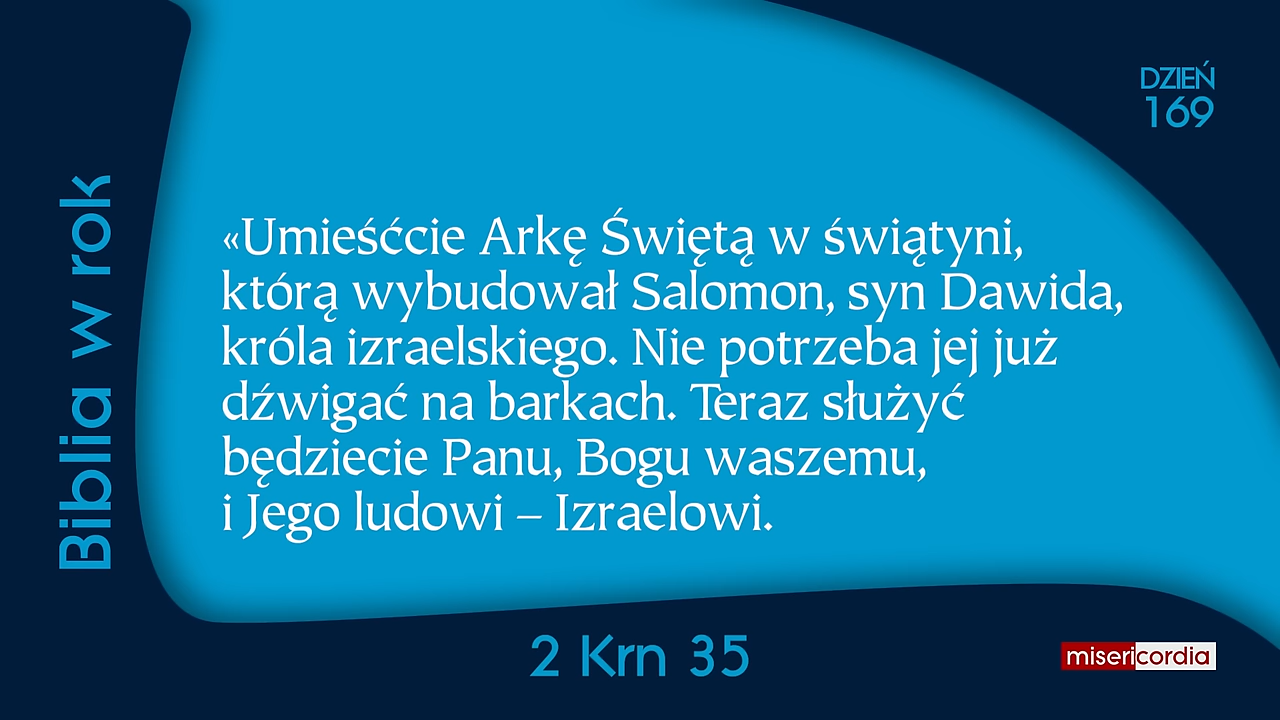 DZIEŃ
169
Biblia w rok
«Umieśćcie Arkę Świętą w świątyni,
którą wybudował Salomon, syn Dawida,
króla izraelskiego. Nie potrzeba jej już
dźwigać na barkach. Teraz służyć
będziecie Panu, Bogu waszemu,
i Jego ludowi – Izraelowi.
2 Krn 35
misericordia